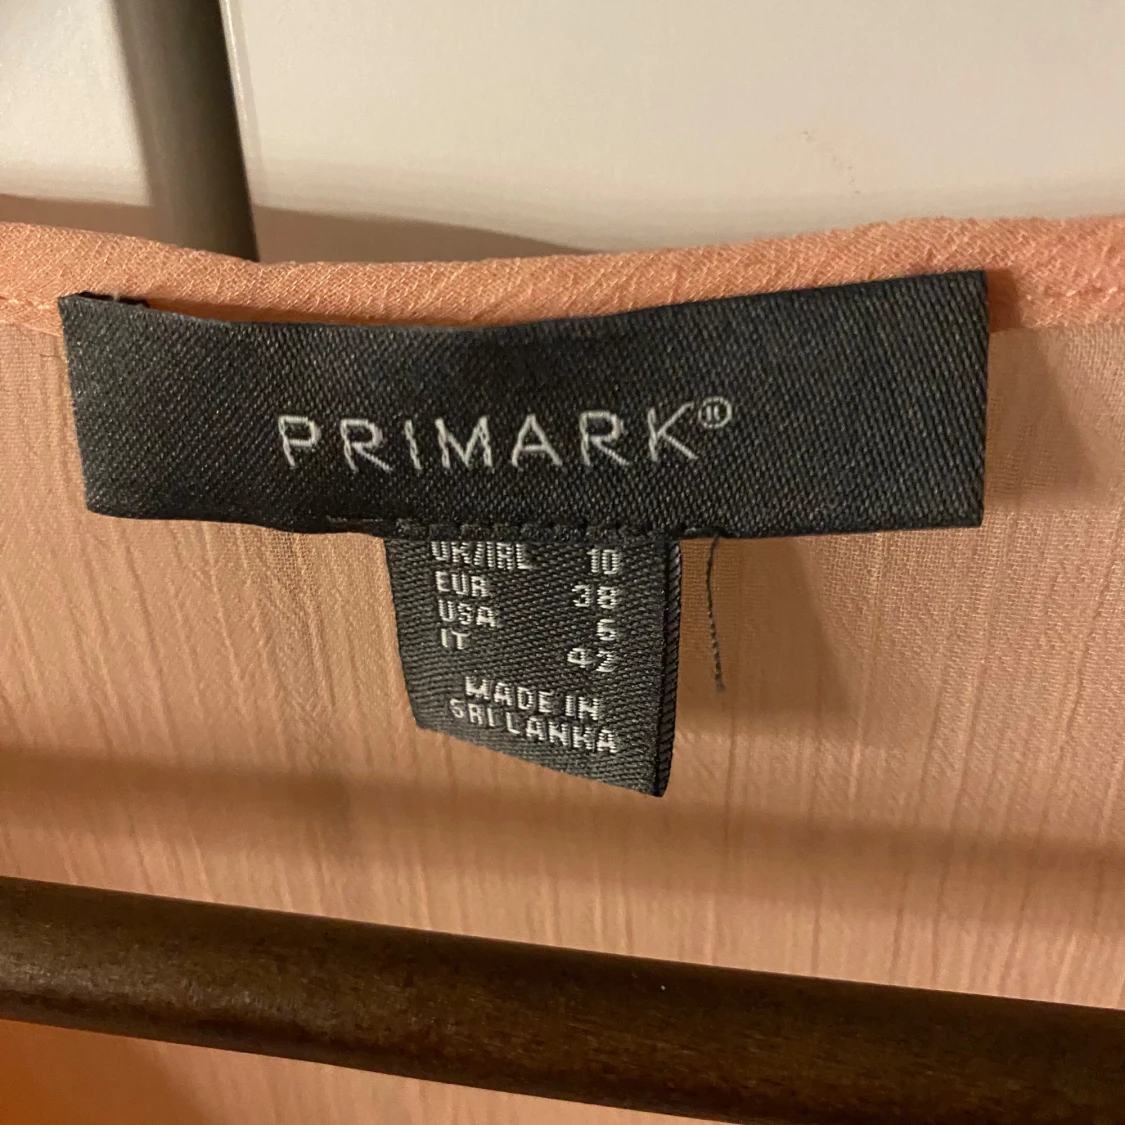 PRIMARK®
UK/IRL 10
EUR 38
USA 6
IT 42
MADE IN
SRI LANKA